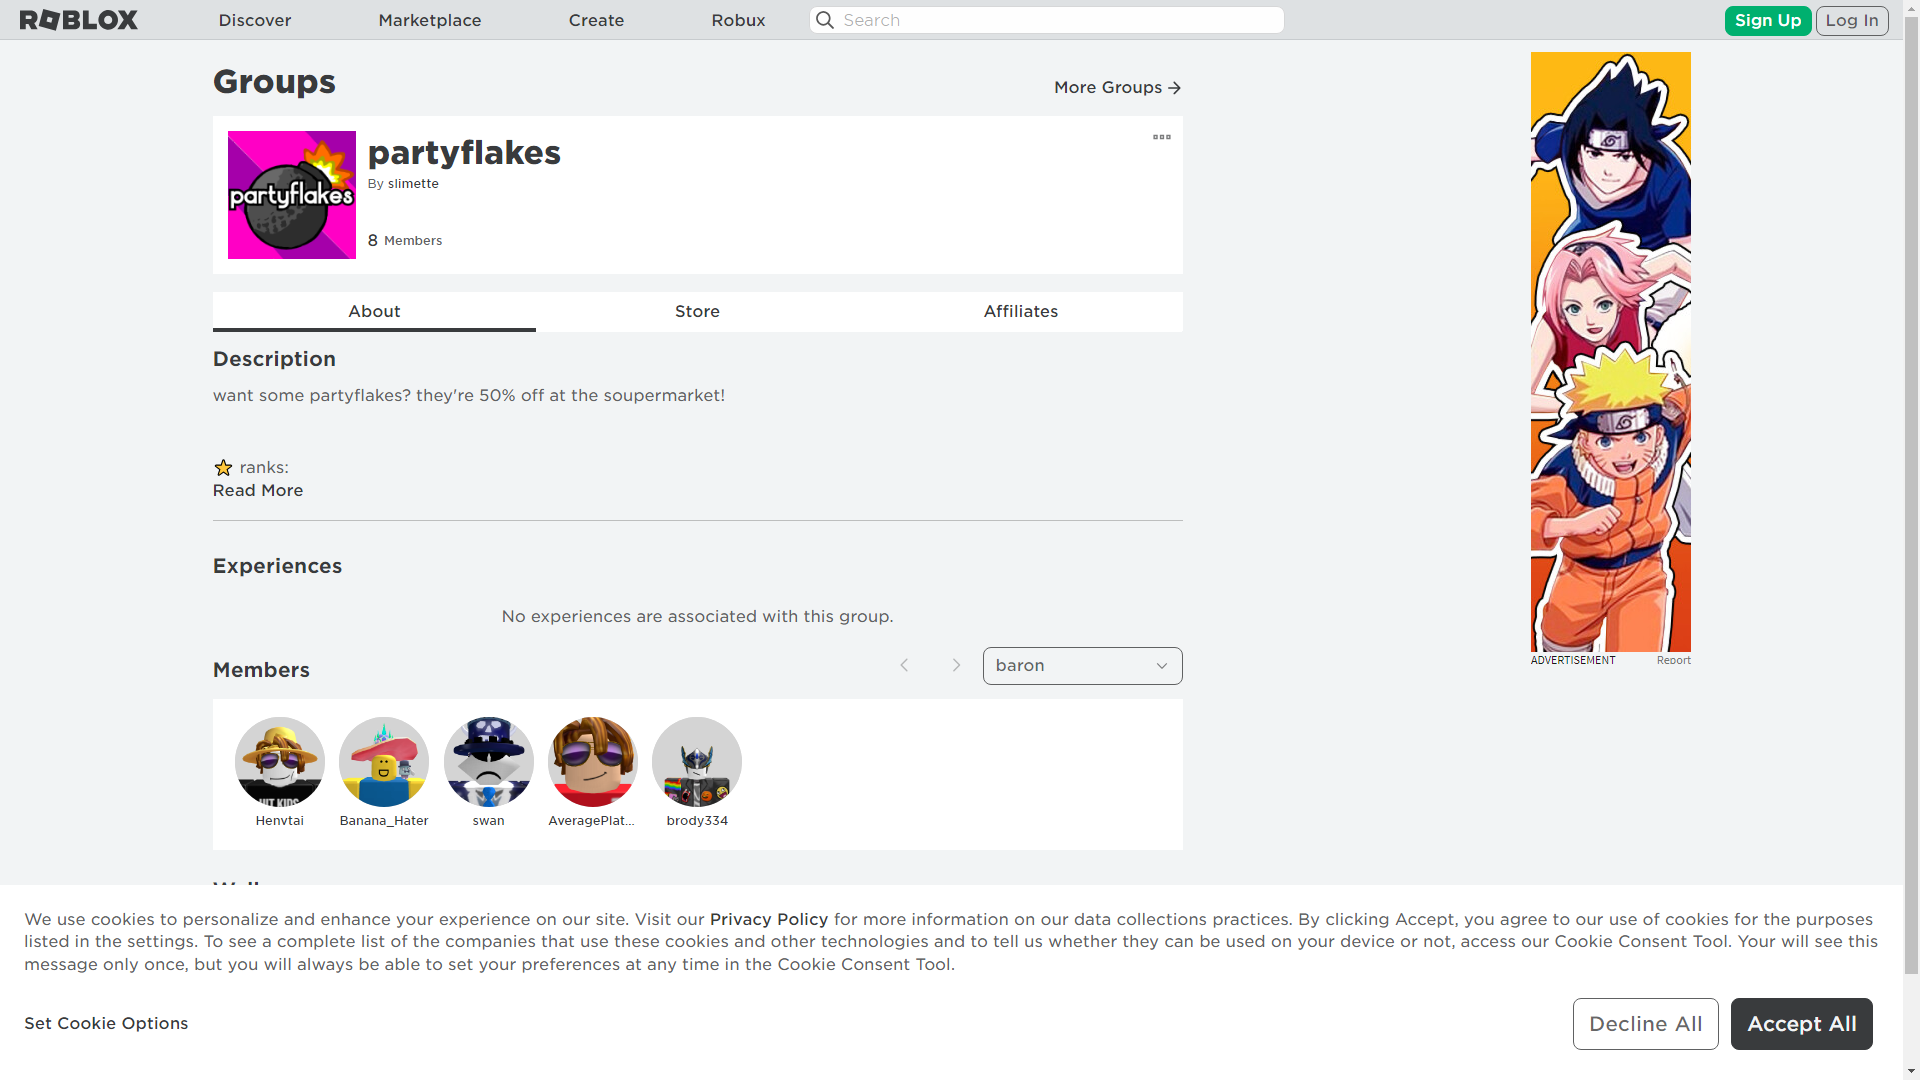 ROBLOX
Discover
Marketplace
Create
Robux
Search
Sign Up
Log In
Groups
More Groups →
partyflakes
partyflakes
By slimette
8 Members
About
Store
Affiliates
Description
want some partyflakes? they're 50% off at the soupermarket!
⭐ ranks:
Read More
Experiences
No experiences are associated with this group.
Members
baron
HIT KIDS
Henvtai
Banana_Hater
swan
AveragePlat...
brody334
ADVERTISEMENT
Report
Wall
We use cookies to personalize and enhance your experience on our site. Visit our Privacy Policy for more information on our data collections practices. By clicking Accept, you agree to our use of cookies for the purposes
listed in the settings. To see a complete list of the companies that use these cookies and other technologies and to tell us whether they can be used on your device or not, access our Cookie Consent Tool. Your will see this
message only once, but you will always be able to set your preferences at any time in the Cookie Consent Tool.
Set Cookie Options
Decline All
Accept All